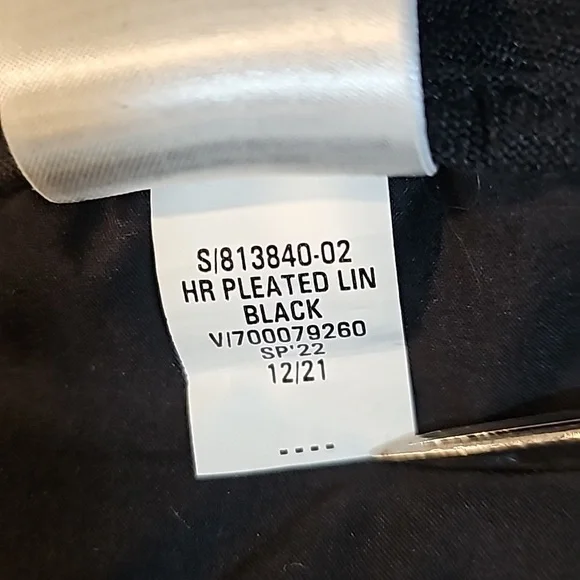 S/813840-02
HR PLEATED LIN
BLACK
V/700079260
SP'22
12/21
----